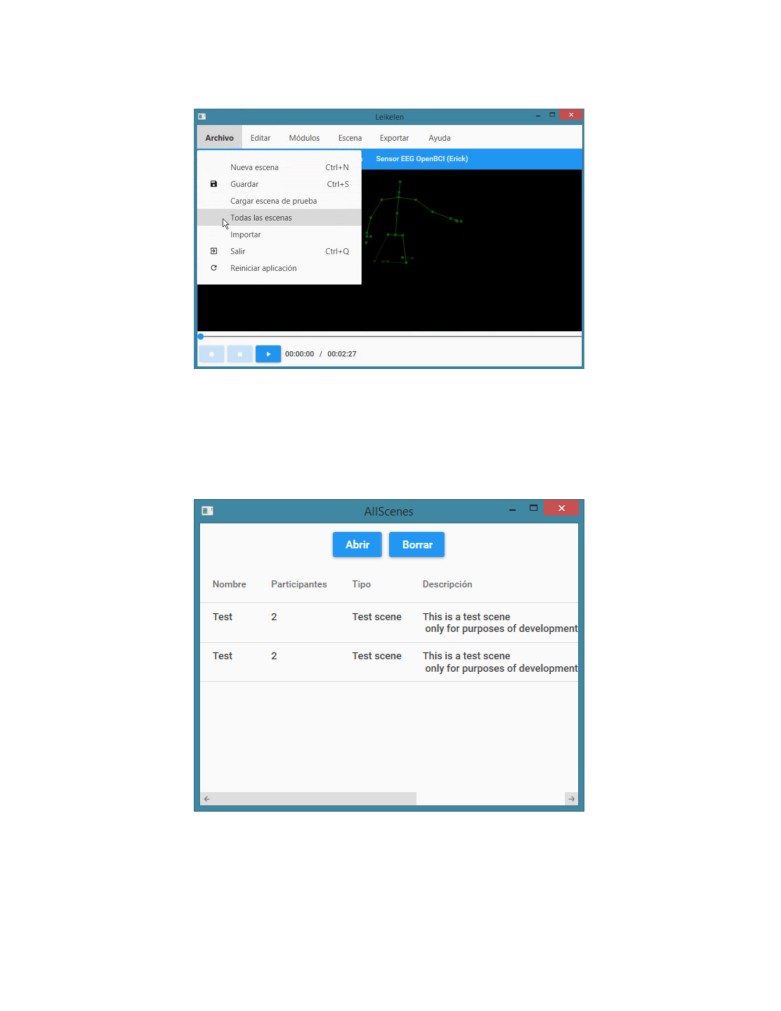 Leikelen
Archivo Editar Módulos Escena Exportar Ayuda
Sensor EEG OpenBCI (Erick)
Nueva escena Ctrl+N
Guardar Ctrl+S
Cargar escena de prueba
Todas las escenas
Importar
Salir Ctrl+Q
Reiniciar aplicación
00:00:00 / 00:02:27
AllScenes
Abrir Borrar
Nombre Participantes Tipo Descripción
Test 2 Test scene This is a test scene
only for purposes of development
Test 2 Test scene This is a test scene
only for purposes of development